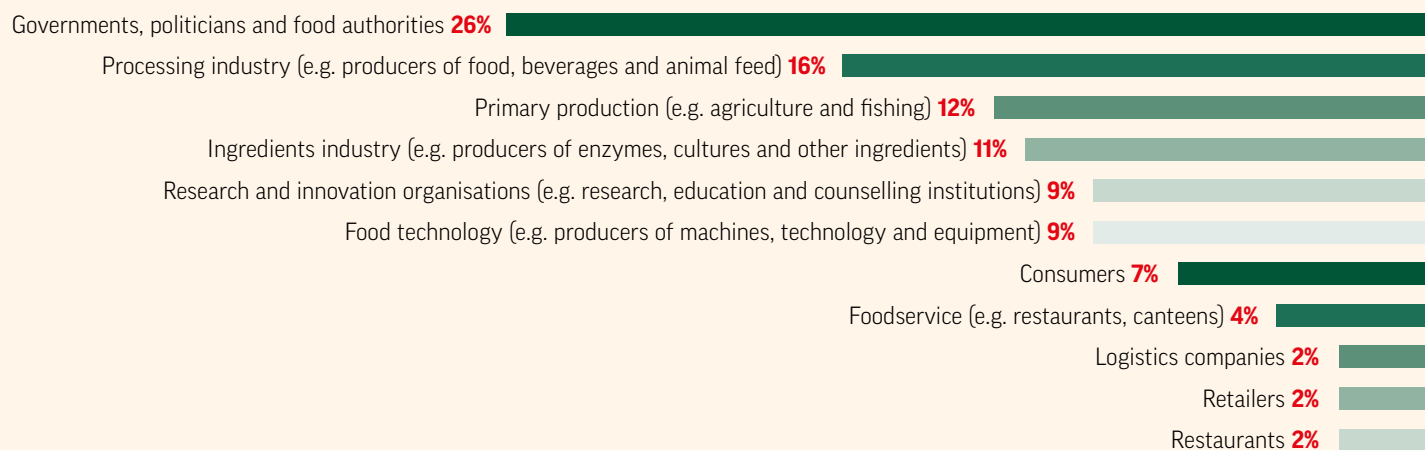 Governments, politicians and food authorities 26%
Processing industry (e.g. producers of food, beverages and animal feed) 16%
Primary production (e.g. agriculture and fishing) 12%
Ingredients industry (e.g. producers of enzymes, cultures and other ingredients) 11%
Research and innovation organisations (e.g. research, education and counselling institutions) 9%
Food technology (e.g. producers of machines, technology and equipment) 9%
Consumers 7%
Foodservice (e.g. restaurants, canteens) 4%
Logistics companies 2%
Retailers 2%
Restaurants 2%